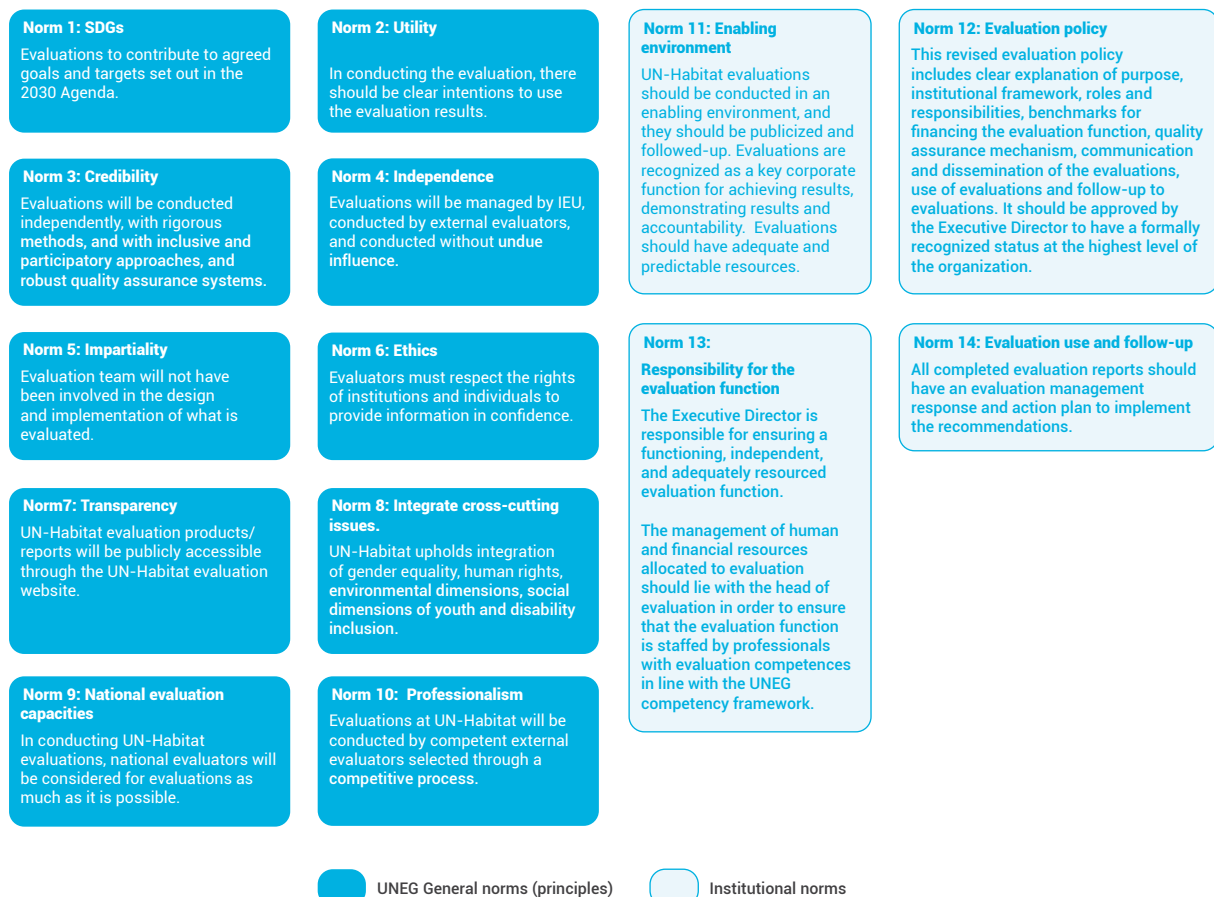 Norm 1: SDGs
Evaluations to contribute to agreed
goals and targets set out in the
2030 Agenda.
Norm 2: Utility
In conducting the evaluation, there
should be clear intentions to use
the evaluation results.
Norm 3: Credibility
Evaluations will be conducted
independently, with rigorous
methods, and with inclusive and
participatory approaches, and
robust quality assurance systems.
Norm 4: Independence
Evaluations will be managed by IEU,
conducted by external evaluators,
and conducted without undue
influence.
Norm 5: Impartiality
Evaluation team will not have
been involved in the design
and implementation of what is
evaluated.
Norm 6: Ethics
Evaluators must respect the rights
of institutions and individuals to
provide information in confidence.
Norm7: Transparency
UN-Habitat evaluation products/
reports will be publicly accessible
through the UN-Habitat evaluation
website.
Norm 8: Integrate cross-cutting
issues.
UN-Habitat upholds integration
of gender equality, human rights,
environmental dimensions, social
dimensions of youth and disability
inclusion.
Norm 9: National evaluation
capacities
In conducting UN-Habitat
evaluations, national evaluators will
be considered for evaluations as
much as it is possible.
Norm 10: Professionalism
Evaluations at UN-Habitat will be
conducted by competent external
evaluators selected through a
competitive process.
Norm 11: Enabling
environment
UN-Habitat evaluations
should be conducted in an
enabling environment, and
they should be publicized and
followed-up. Evaluations are
recognized as a key corporate
function for achieving results,
demonstrating results and
accountability. Evaluations
should have adequate and
predictable resources.
Norm 12: Evaluation policy
This revised evaluation policy
includes clear explanation of purpose,
institutional framework, roles and
responsibilities, benchmarks for
financing the evaluation function, quality
assurance mechanism, communication
and dissemination of the evaluations,
use of evaluations and follow-up to
evaluations. It should be approved by
the Executive Director to have a formally
recognized status at the highest level of
the organization.
Norm 13:
Responsibility for the
evaluation function
The Executive Director is
responsible for ensuring a
functioning, independent,
and adequately resourced
evaluation function.
The management of human
and financial resources
allocated to evaluation
should lie with the head of
evaluation in order to ensure
that the evaluation function
is staffed by professionals
with evaluation competences
in line with the UNEG
competency framework.
Norm 14: Evaluation use and follow-up
All completed evaluation reports should
have an evaluation management
response and action plan to implement
the recommendations.
UNEG General norms (principles)
Institutional norms